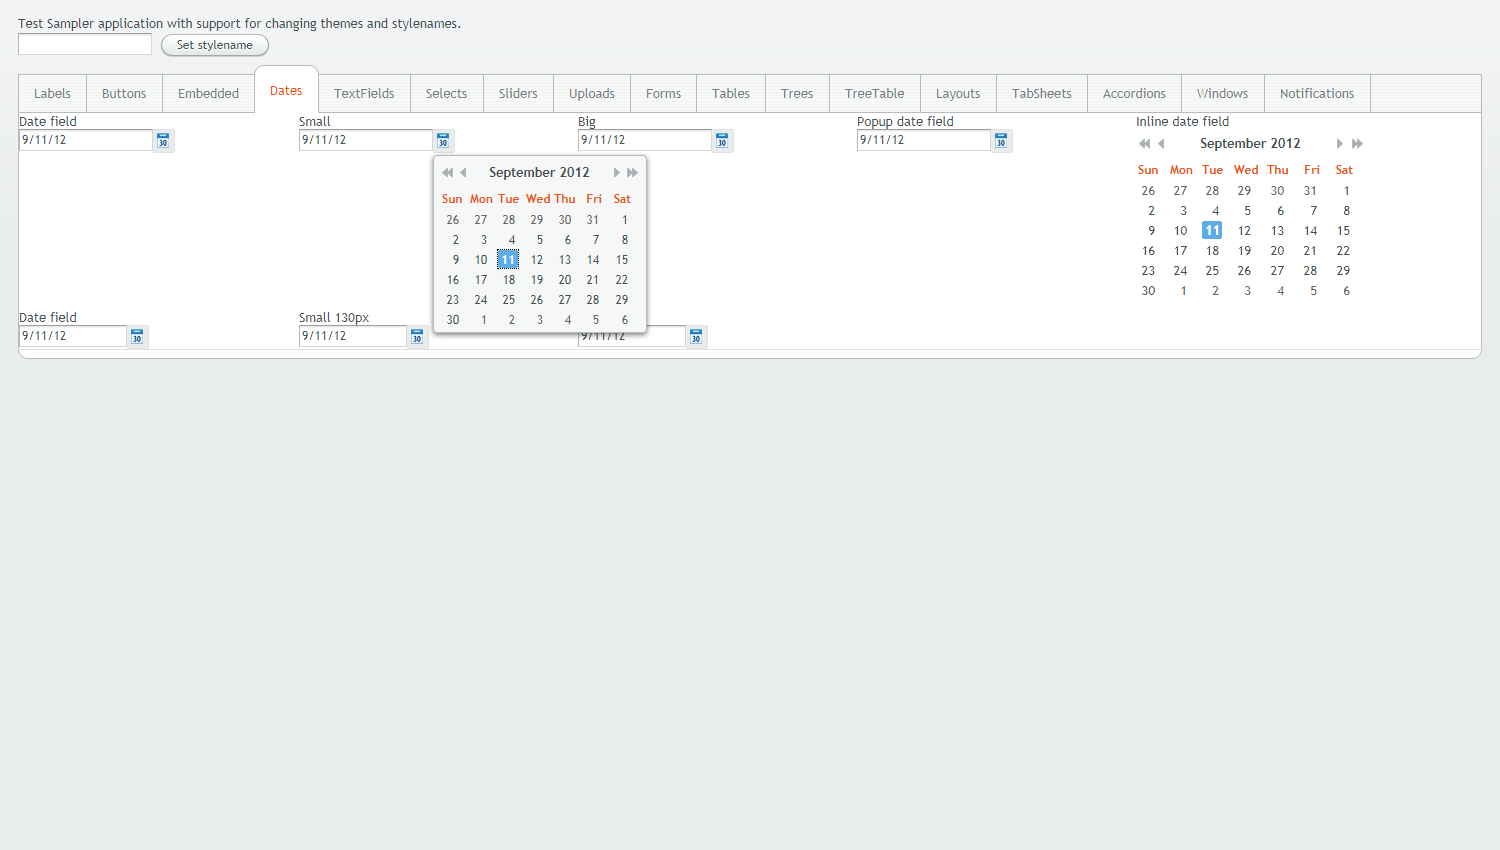 Test Sampler application with support for changing themes and stylenames.
Set stylename
Labels Buttons Embedded Dates TextFields Selects Sliders Uploads Forms Tables Trees TreeTable Layouts TabSheets Accordions Windows Notifications
Date field Small Big Popup date field Inline date field
9/11/12 30 9/11/12 30 9/11/12 30 9/11/12 30
September 2012
Sun Mon Tue Wed Thu Fri Sat
26 27 28 29 30 31 1
2 3 4 5 6 7 8
9 10 11 12 13 14 15
16 17 18 19 20 21 22
23 24 25 26 27 28 29
30 1 2 3 4 5 6
September 2012
Sun Mon Tue Wed Thu Fri Sat
26 27 28 29 30 31 1
2 3 4 5 6 7 8
9 10 11 12 13 14 15
16 17 18 19 20 21 22
23 24 25 26 27 28 29
30 1 2 3 4 5 6
Date field Small 130px
9/11/12 30 9/11/12 30 9/11/12 30